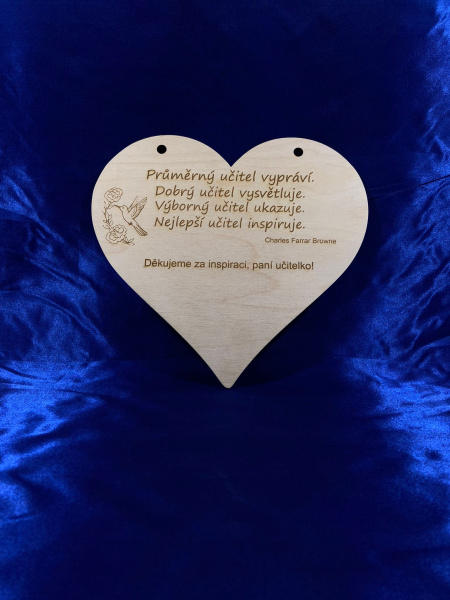 Průměrný učitel vypráví.
Dobrý učitel vysvětluje.
Výborný učitel ukazuje.
Nejlepší učitel inspiruje.
Charles Farrar Browne
Děkujeme za inspiraci, paní učitelko!